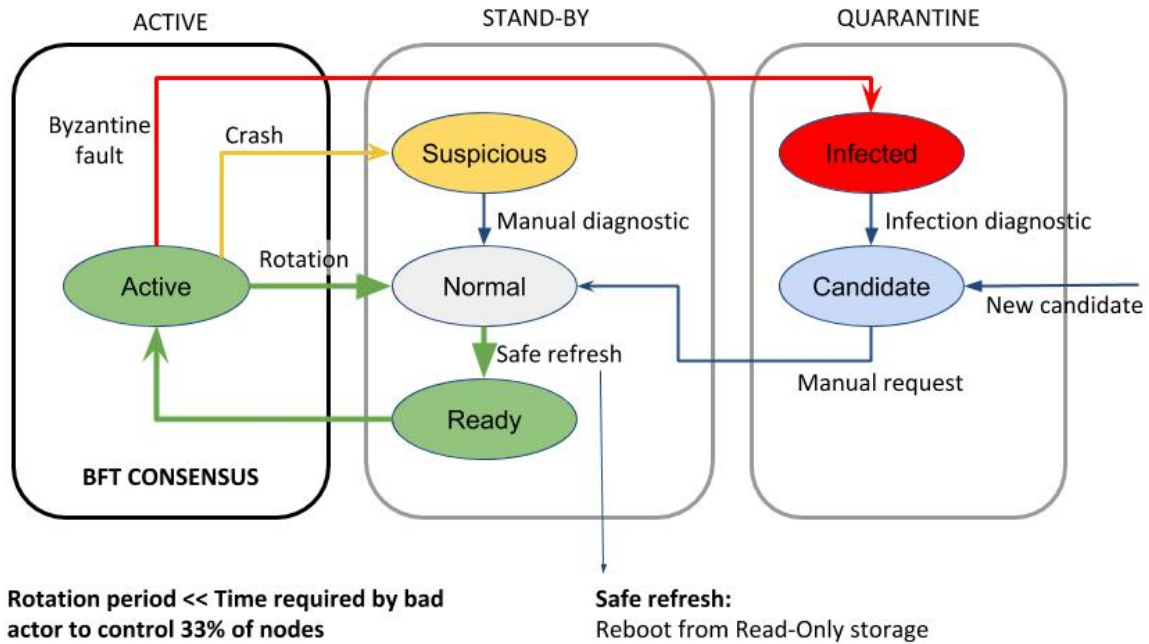 ACTIVE
STAND-BY
QUARANTINE
Byzantine
fault
Crash
Suspicious
Infected
Manual diagnostic
Infection diagnostic
Rotation
Active
Normal
Candidate
New candidate
Safe refresh
Manual request
Ready
BFT CONSENSUS
Rotation period << Time required by bad
actor to control 33% of nodes
Safe refresh:
Reboot from Read-Only storage